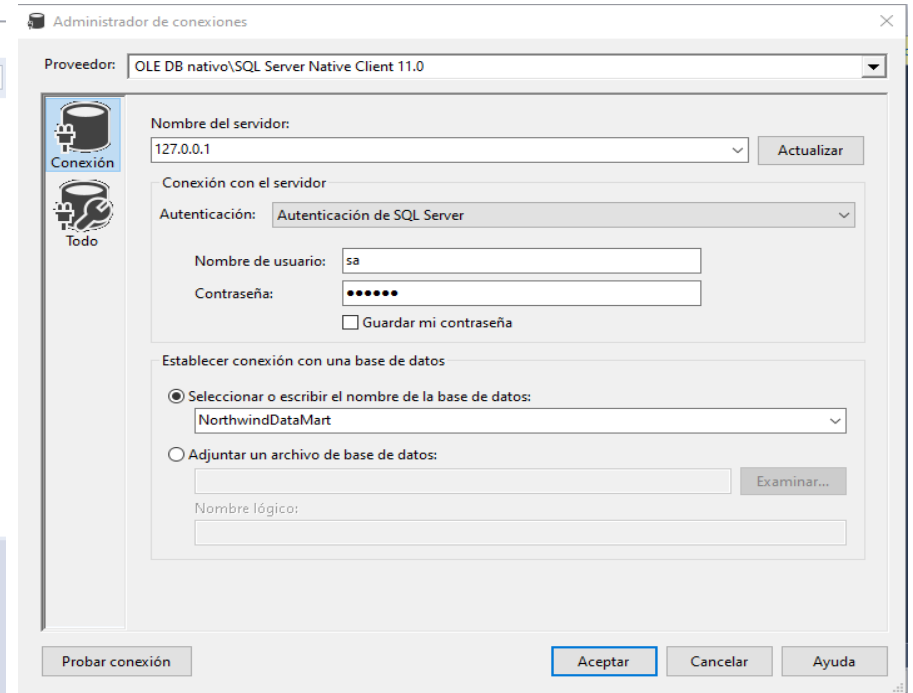 Administrador de conexiones
Proveedor: OLE DB nativo\SQL Server Native Client 11.0
Conexión
Todo
Nombre del servidor:
127.0.0.1 Actualizar
Conexión con el servidor
Autenticación: Autenticación de SQL Server
Nombre de usuario: sa
Contraseña: ●●●●●●
Guardar mi contraseña
Establecer conexión con una base de datos
Seleccionar o escribir el nombre de la base de datos:
NorthwindDataMart
Adjuntar un archivo de base de datos:
Examinar...
Nombre lógico:
Probar conexión Aceptar Cancelar Ayuda